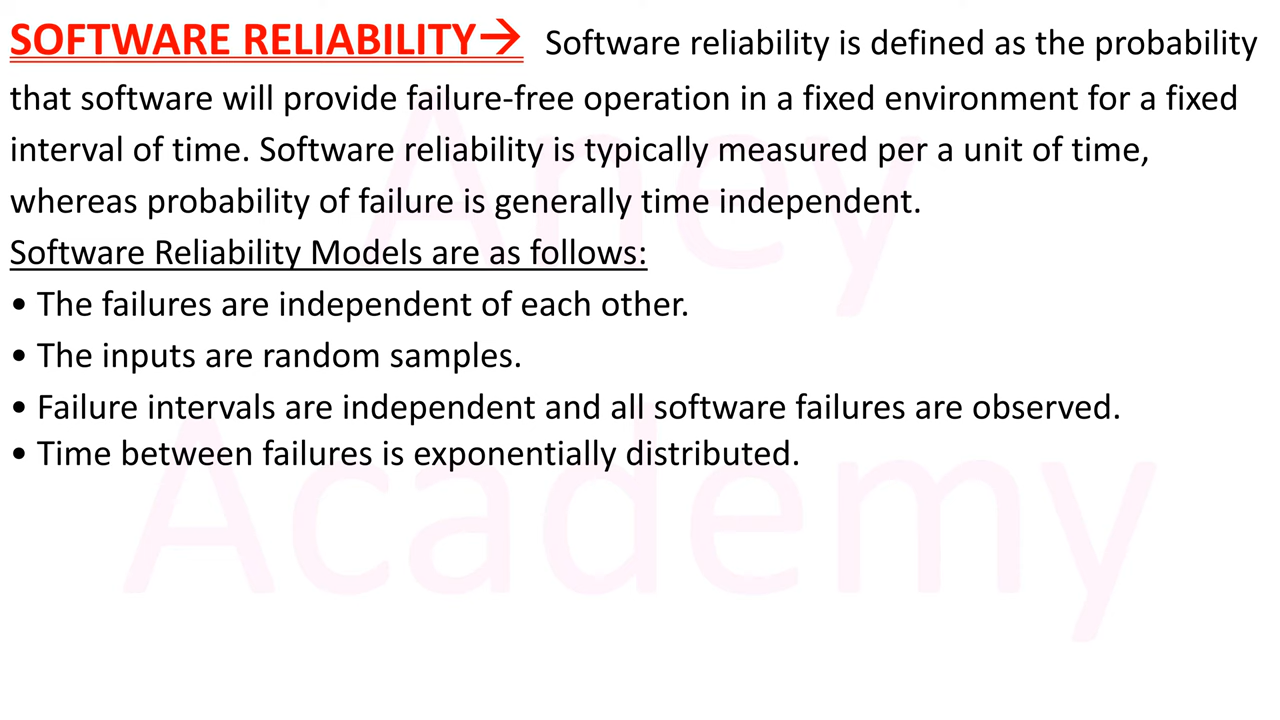 SOFTWARE RELIABILITY→ Software reliability is defined as the probability
that software will provide failure-free operation in a fixed environment for a fixed
interval of time. Software reliability is typically measured per a unit of time,
whereas probability of failure is generally time independent.
Software Reliability Models are as follows:
• The failures are independent of each other.
• The inputs are random samples.
• Failure intervals are independent and all software failures are observed.
• Time between failures is exponentially distributed.
Aney
Academy